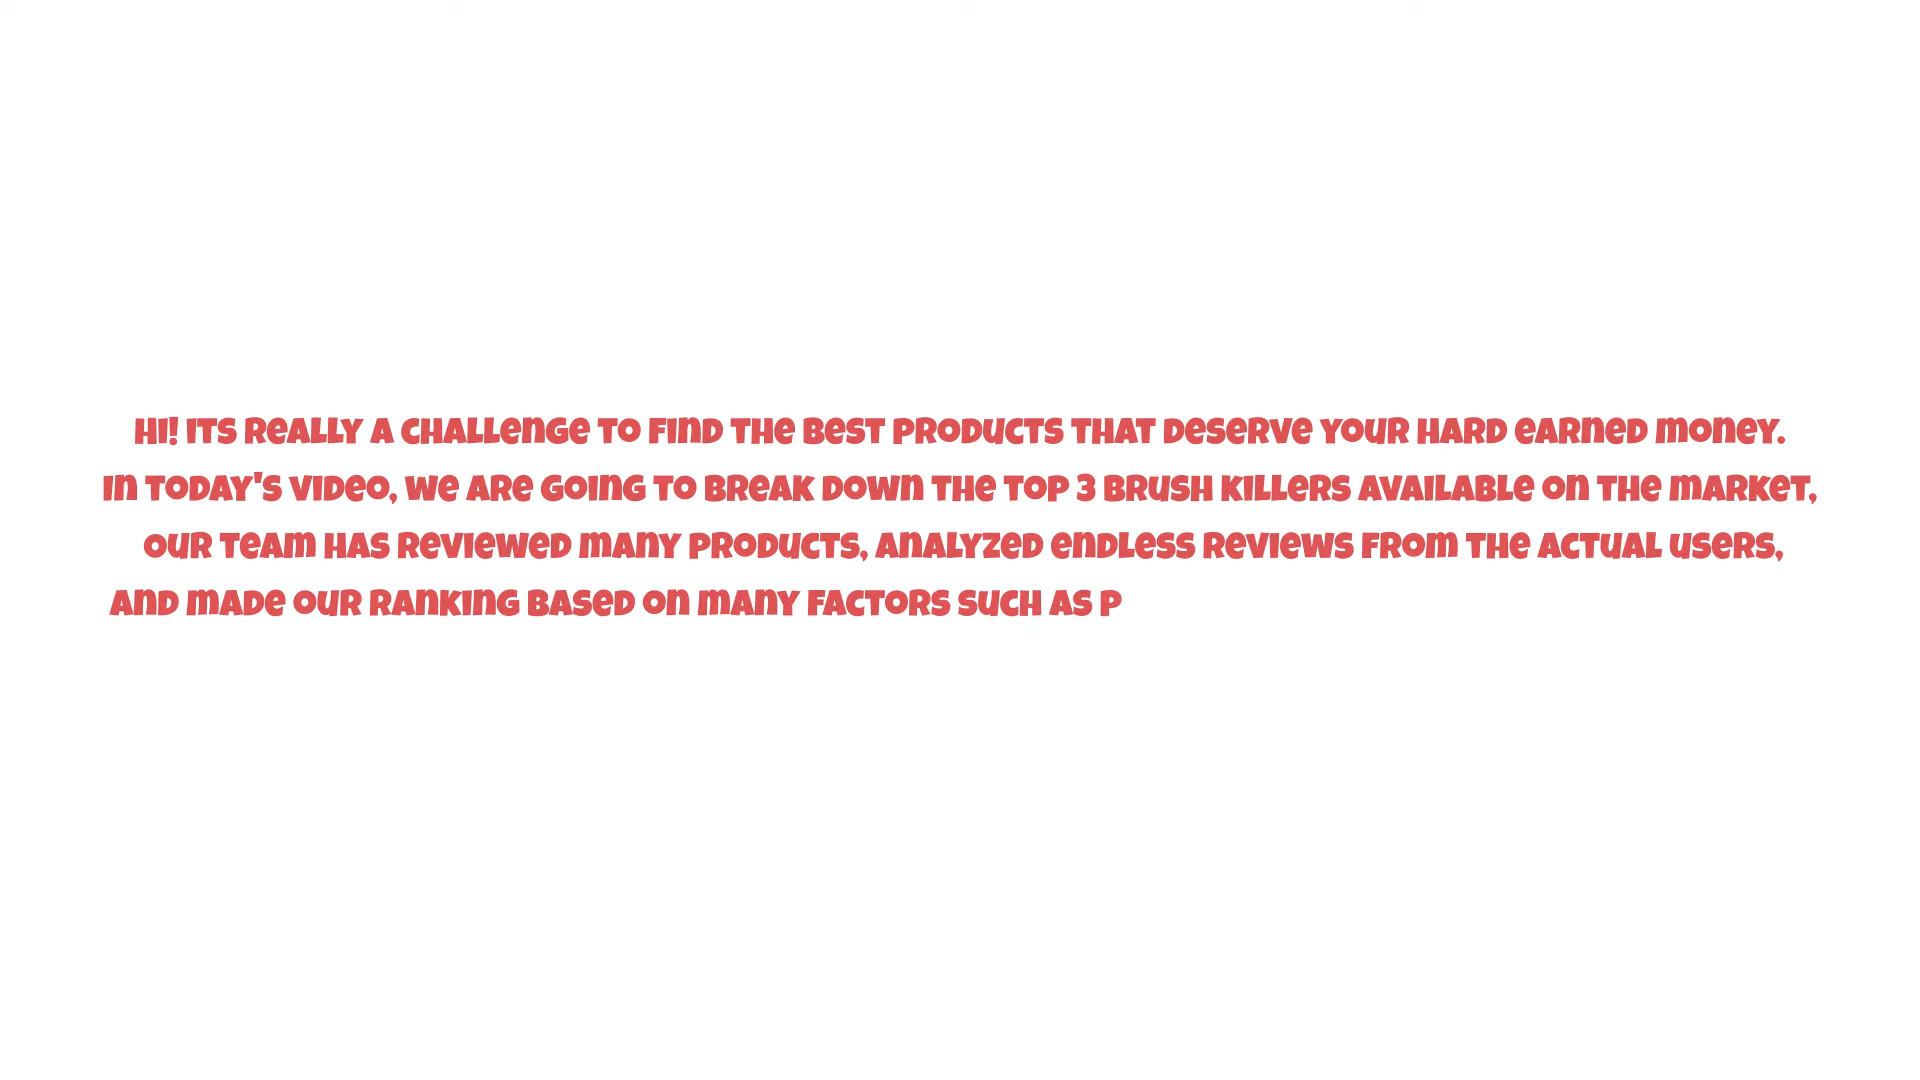 Hi! Its really a challenge to find the best products that deserve your hard earned money.
In today's video, we are going to break down the top 3 brush killers available on the market,
our team has reviewed many products, analyzed endless reviews from the actual users,
and made our ranking based on many factors such as p